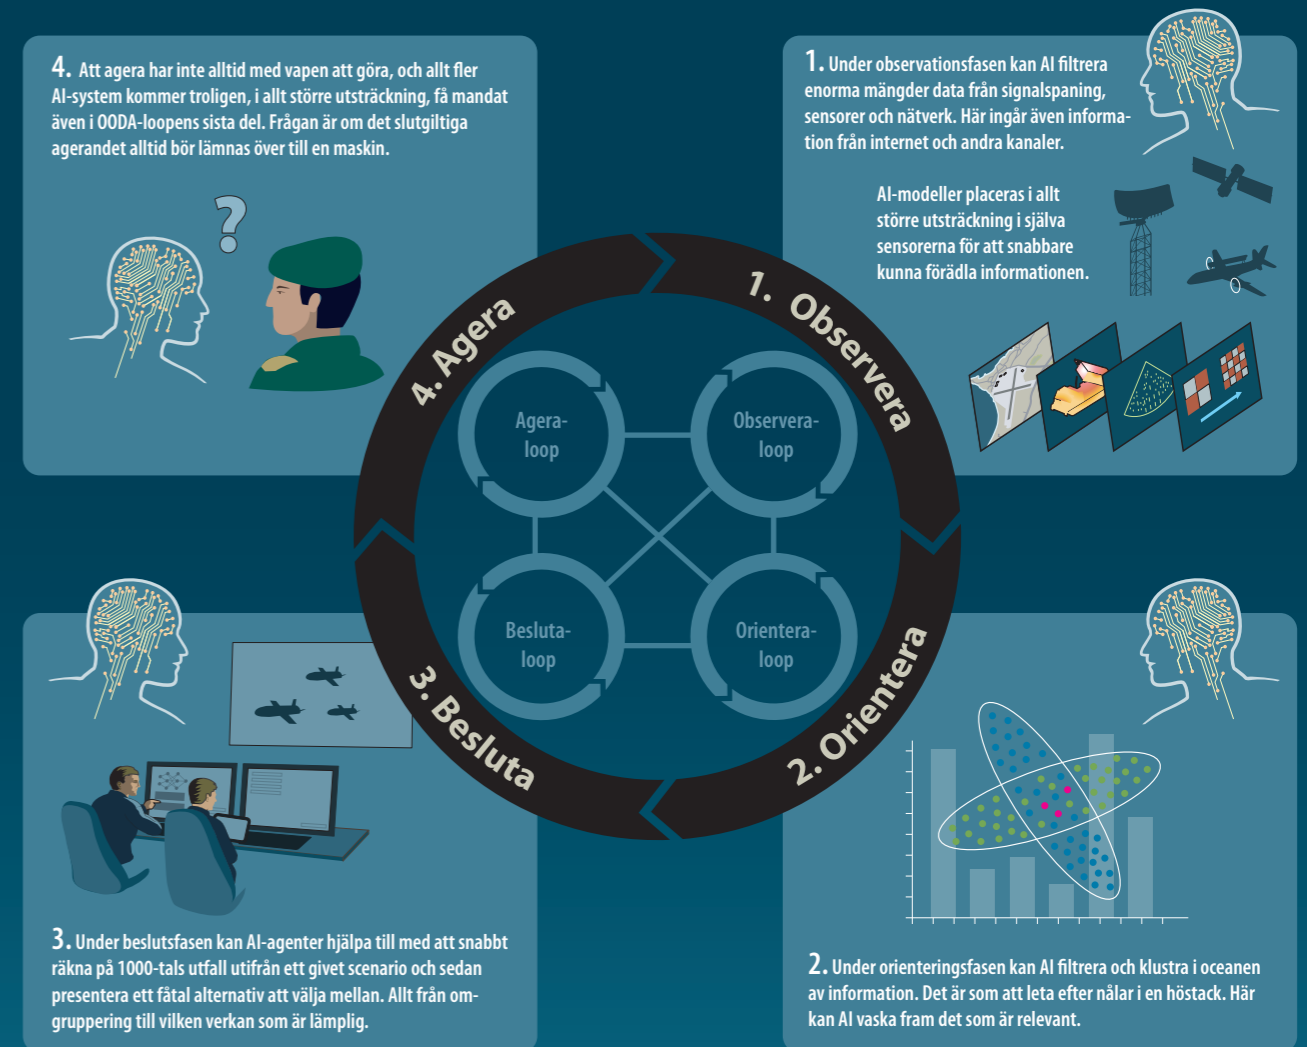 1. Under observationsfasen kan AI filtrera
enorma mängder data från signalspaning,
sensorer och nätverk. Här ingår även informa-
tion från internet och andra kanaler.
AI-modeller placeras i allt
större utsträckning i själva
sensorerna för att snabbare
kunna förädla informationen.
2. Under orienteringsfasen kan AI filtrera och klustra i oceanen
av information. Det är som att leta efter nålar i en höstack. Här
kan AI vaska fram det som är relevant.
3. Under beslutsfasen kan AI-agenter hjälpa till med att snabbt
räkna på 1000-tals utfall utifrån ett givet scenario och sedan
presentera ett fåtal alternativ att välja mellan. Allt från om-
gruppering till vilken verkan som är lämplig.
4. Att agera har inte alltid med vapen att göra, och allt fler
AI-system kommer troligen, i allt större utsträckning, få mandat
även i OODA-loopens sista del. Frågan är om det slutgiltiga
agerandet alltid bör lämnas över till en maskin.
?
1. Observera
2. Orientera
3. Besluta
4. Agera
Agera-
loop
Observera-
loop
Besluta-
loop
Orientera-
loop